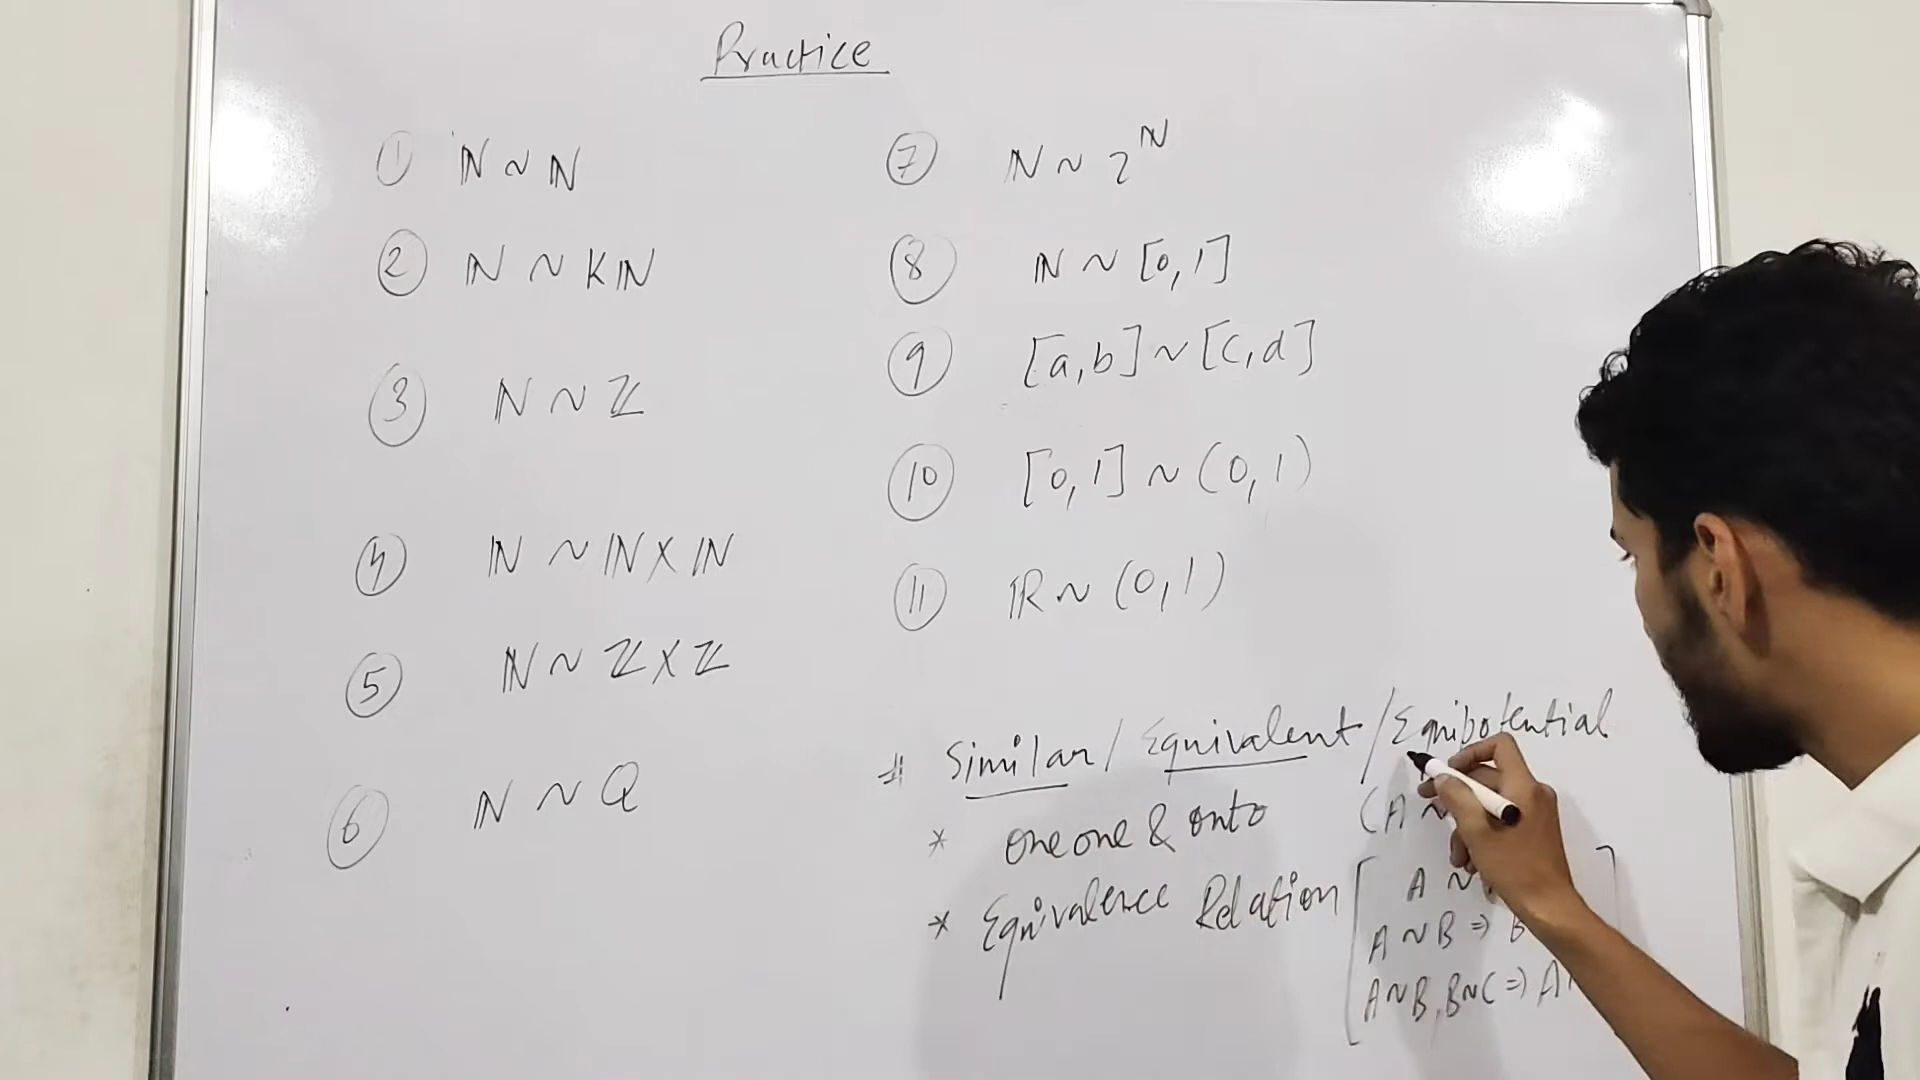 Practice
① ℕ ~ ℕ
② ℕ ~ Kℕ
③ ℕ ~ ℤ
④ ℕ ~ ℕ X ℕ
⑤ ℕ ~ ℤ X ℤ
⑥ ℕ ~ Q
⑦ ℕ ~ 2^ℕ
⑧ ℕ ~ [0,1]
⑨ [a,b] ~ [c,d]
⑩ [0,1] ~ (0,1)
⑪ ℝ ~ (0,1)
# Similar / Equivalent / Equipotential
* one one & onto (A ~
* Equivalence Relation [ A ~
A ~ B ⇒ B
A~B, B~C ⇒ A